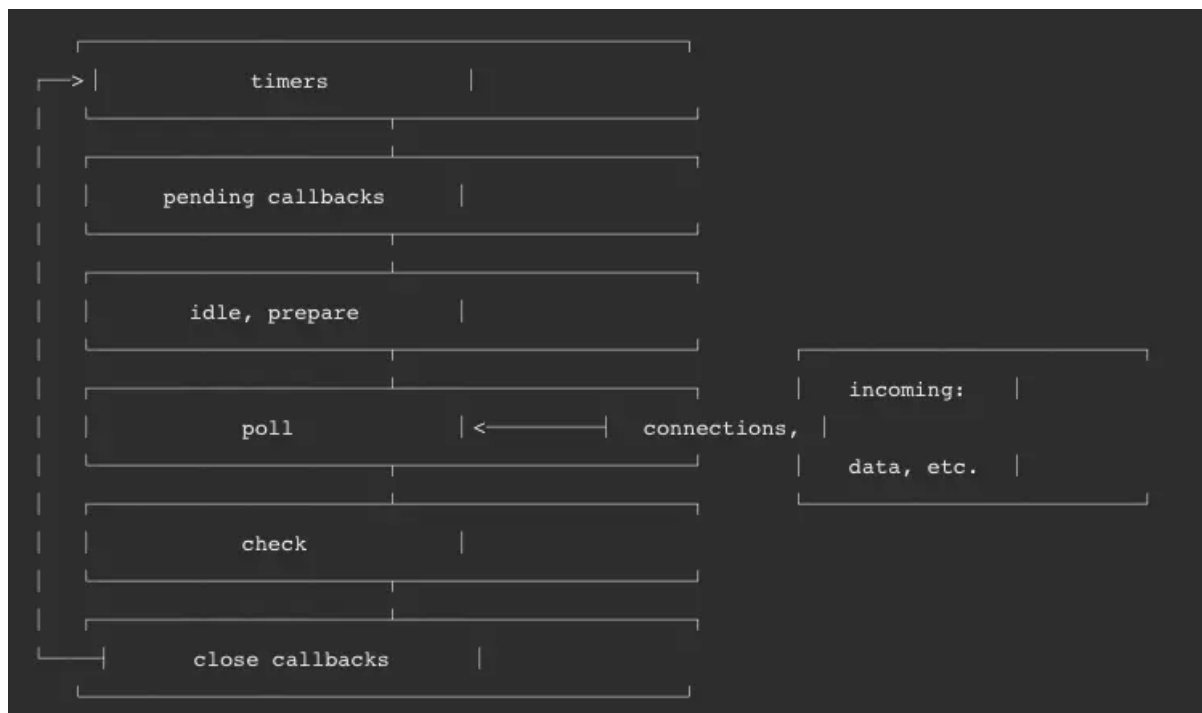 timers
pending callbacks
idle, prepare
incoming:
poll
connections,
data, etc.
check
close callbacks